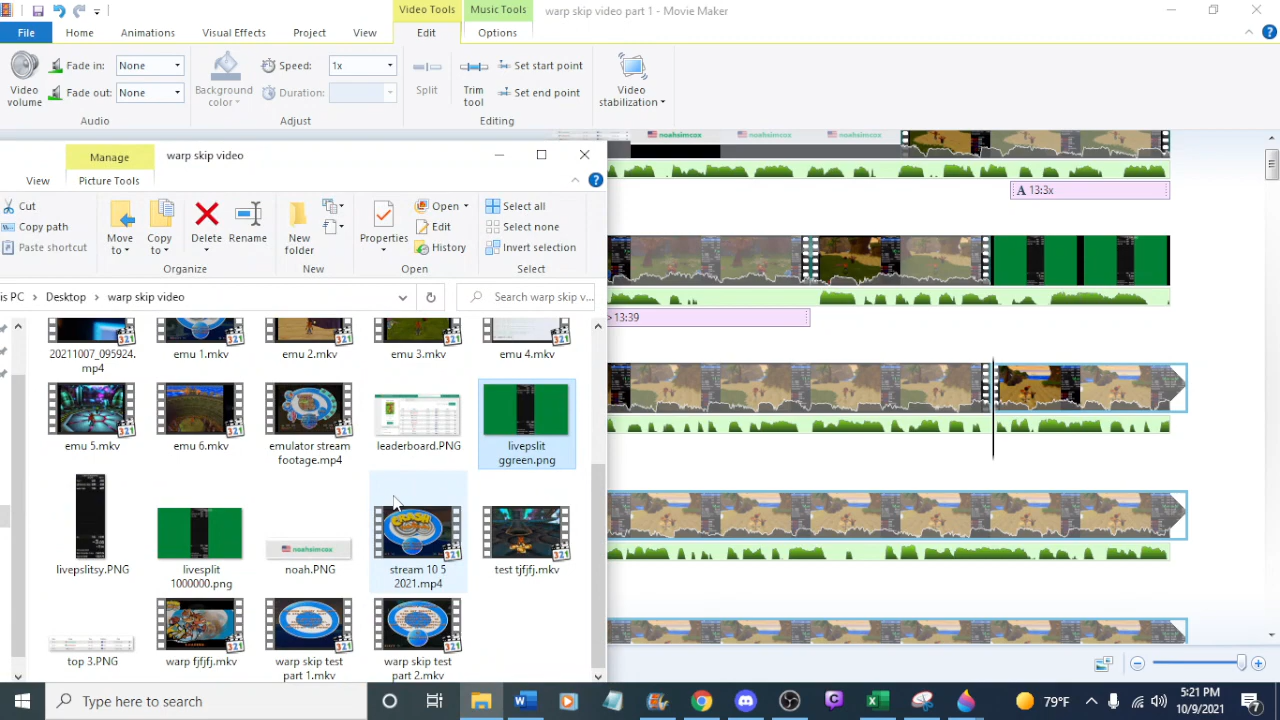 Video Tools
Music Tools
warp skip video part 1 - Movie Maker
File
Home
Animations
Visual Effects
Project
View
Edit
Options
Video
volume
Fade in:
None
Fade out:
None
Audio
Background
color
Speed:
1x
Duration:
Adjust
Split
Trim
tool
Set start point
Set end point
Editing
Video
stabilization
noahsimcox
noahsimcox
noahsimcox
A 13:3x
> 13:39
Manage
warp skip video
View
Picture Tools
Cut
Copy path
Paste shortcut
Move
to
Copy
to
Delete
Rename
Organize
New
folder
New
Properties
Open
Edit
History
Open
Select all
Select none
Invert selection
Select
is PC
Desktop
warp skip video
Search warp skip v...
20211007_095924.
mp4
emu 1.mkv
emu 2.mkv
emu 3.mkv
emu 4.mkv
emu 5.mkv
emu 6.mkv
emulator stream
footage.mp4
leaderboard.PNG
livepslit
ggreen.png
livepslitsy.PNG
livesplit
1000000.png
noahsimcox
noah.PNG
stream 10 5
2021.mp4
test tjfjfj.mkv
top 3.PNG
warp fjfjfj.mkv
warp skip test
part 1.mkv
warp skip test
part 2.mkv
Type here to search
79°F
5:21 PM
10/9/2021
7